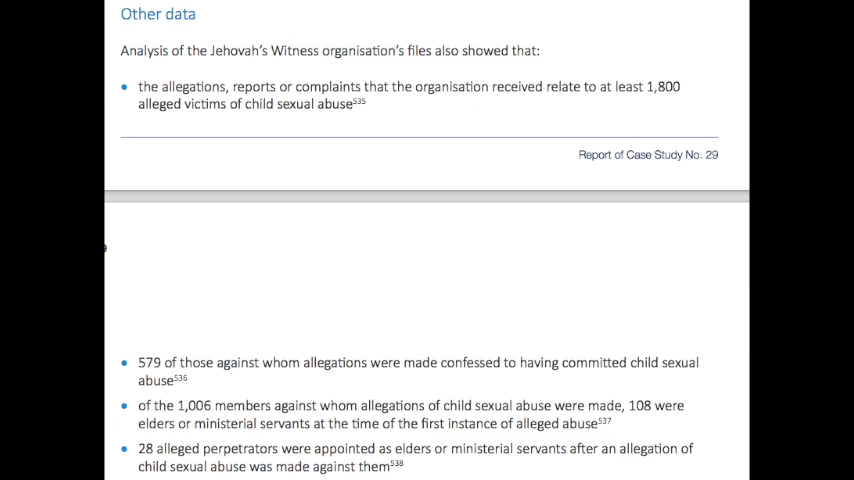 Other data
Analysis of the Jehovah's Witness organisation's files also showed that:
• the allegations, reports or complaints that the organisation received relate to at least 1,800
alleged victims of child sexual abuse535
Report of Case Study No. 29
9
• 579 of those against whom allegations were made confessed to having committed child sexual
abuse536
• of the 1,006 members against whom allegations of child sexual abuse were made, 108 were
elders or ministerial servants at the time of the first instance of alleged abuse537
• 28 alleged perpetrators were appointed as elders or ministerial servants after an allegation of
child sexual abuse was made against them538